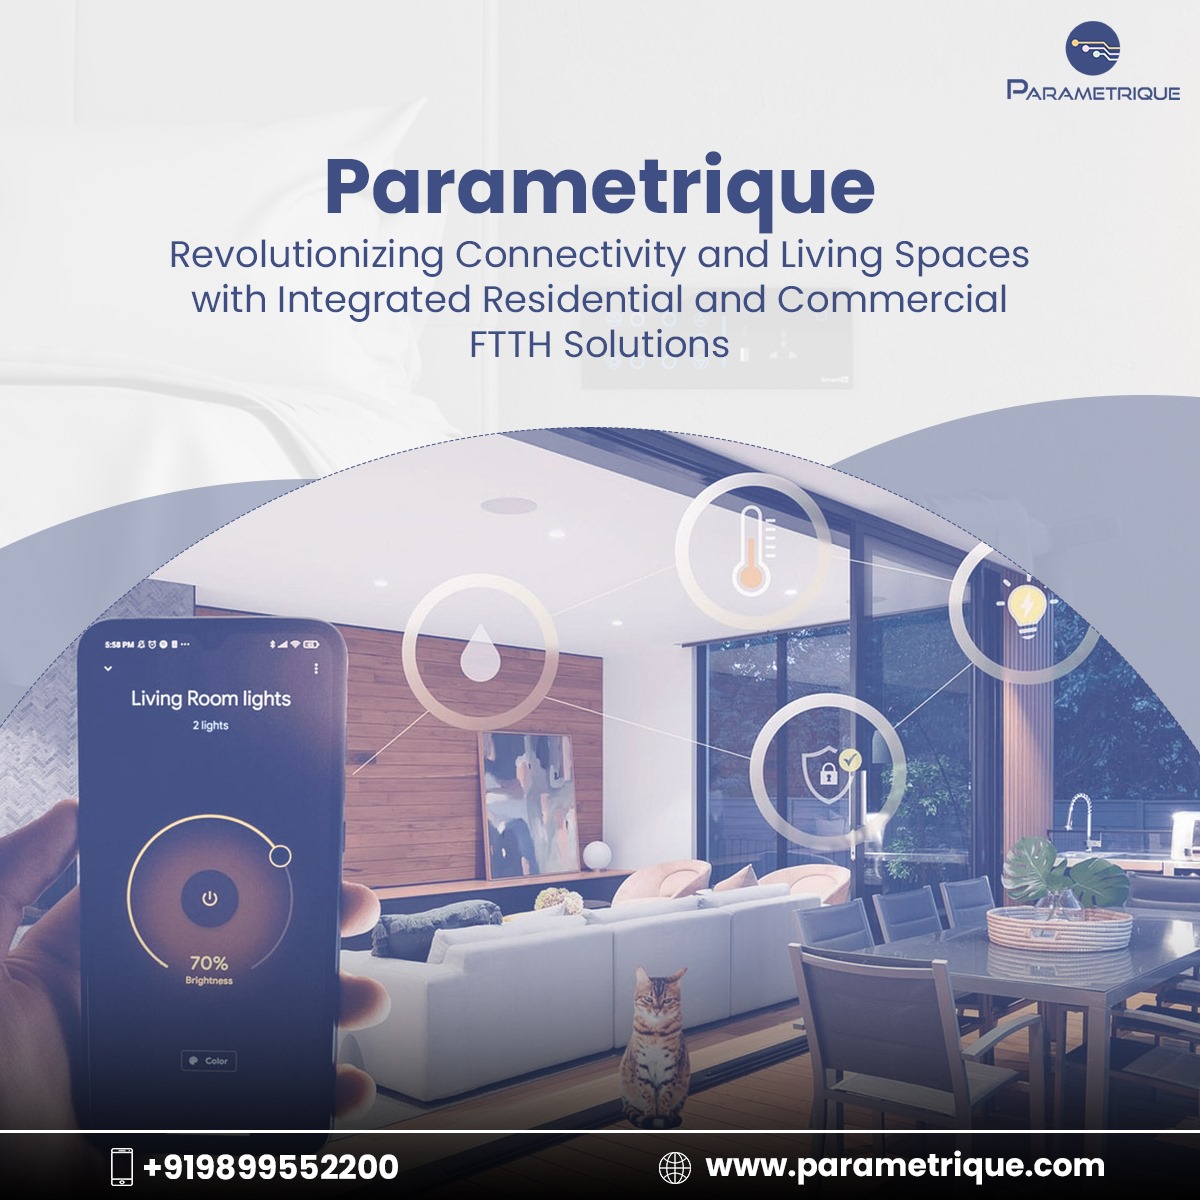 PARAMETRIQUE
Parametrique
Revolutionizing Connectivity and Living Spaces
with Integrated Residential and Commercial
FTTH Solutions
5:58 PM
Living Room lights
2 lights
70%
Brightness
Color
+919899552200
www.parametrique.com